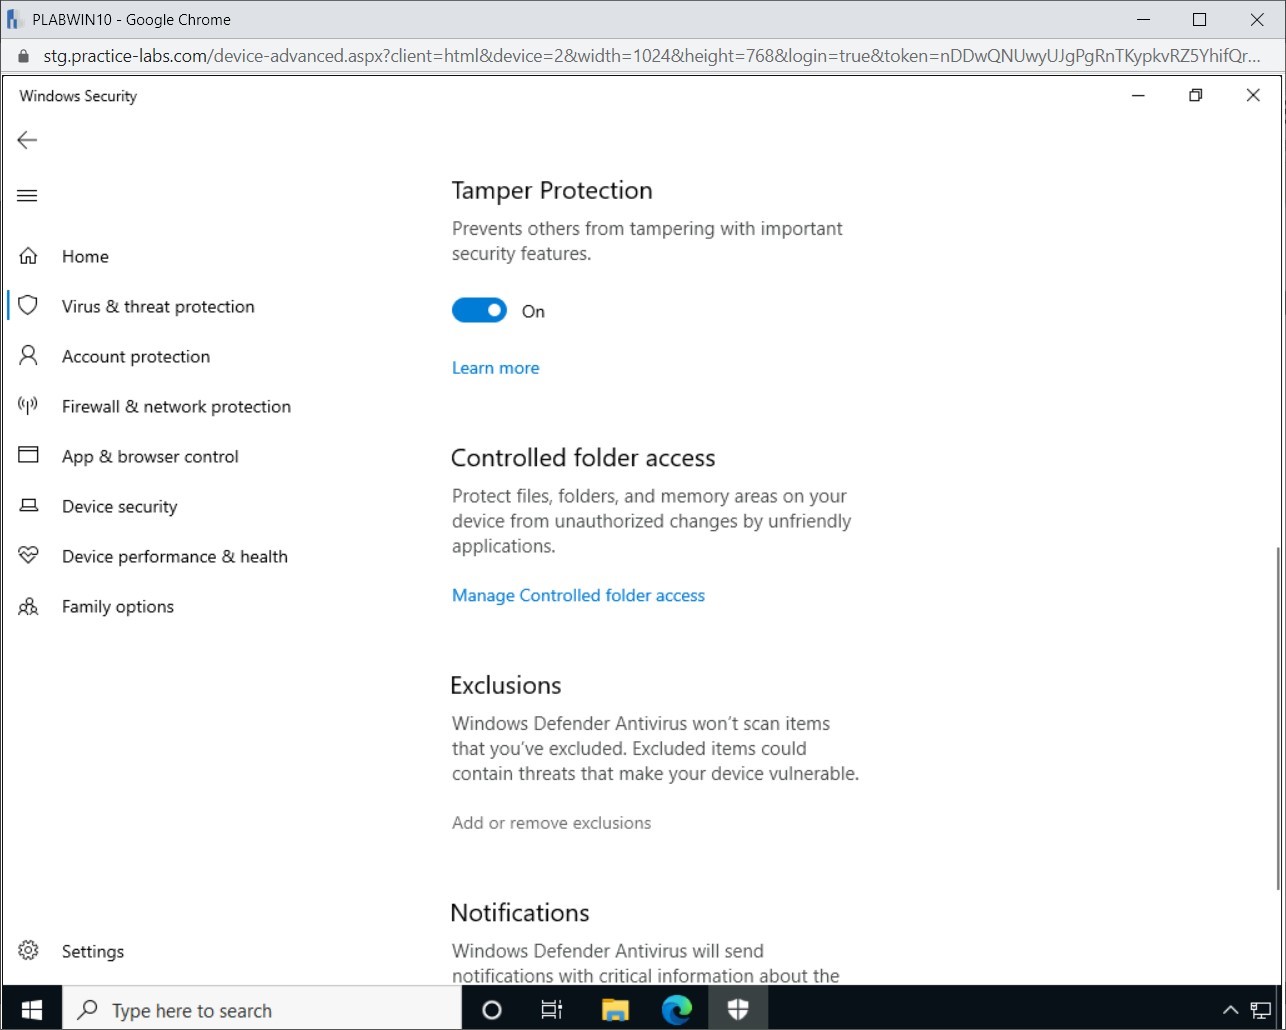 PLABWIN10 - Google Chrome
stg.practice-labs.com/device-advanced.aspx?client=html&device=2&width=1024&height=768&login=true&token=nDDwQNUwyUJgPgRnTKypkvRZ5YhifQr...
Windows Security
Tamper Protection
Prevents others from tampering with important
security features.
On
Learn more
Home
Virus & threat protection
Account protection
Firewall & network protection
App & browser control
Device security
Device performance & health
Family options
Controlled folder access
Protect files, folders, and memory areas on your
device from unauthorized changes by unfriendly
applications.
Manage Controlled folder access
Exclusions
Windows Defender Antivirus won't scan items
that you've excluded. Excluded items could
contain threats that make your device vulnerable.
Add or remove exclusions
Notifications
Windows Defender Antivirus will send
notifications with critical information about the
Settings
Type here to search